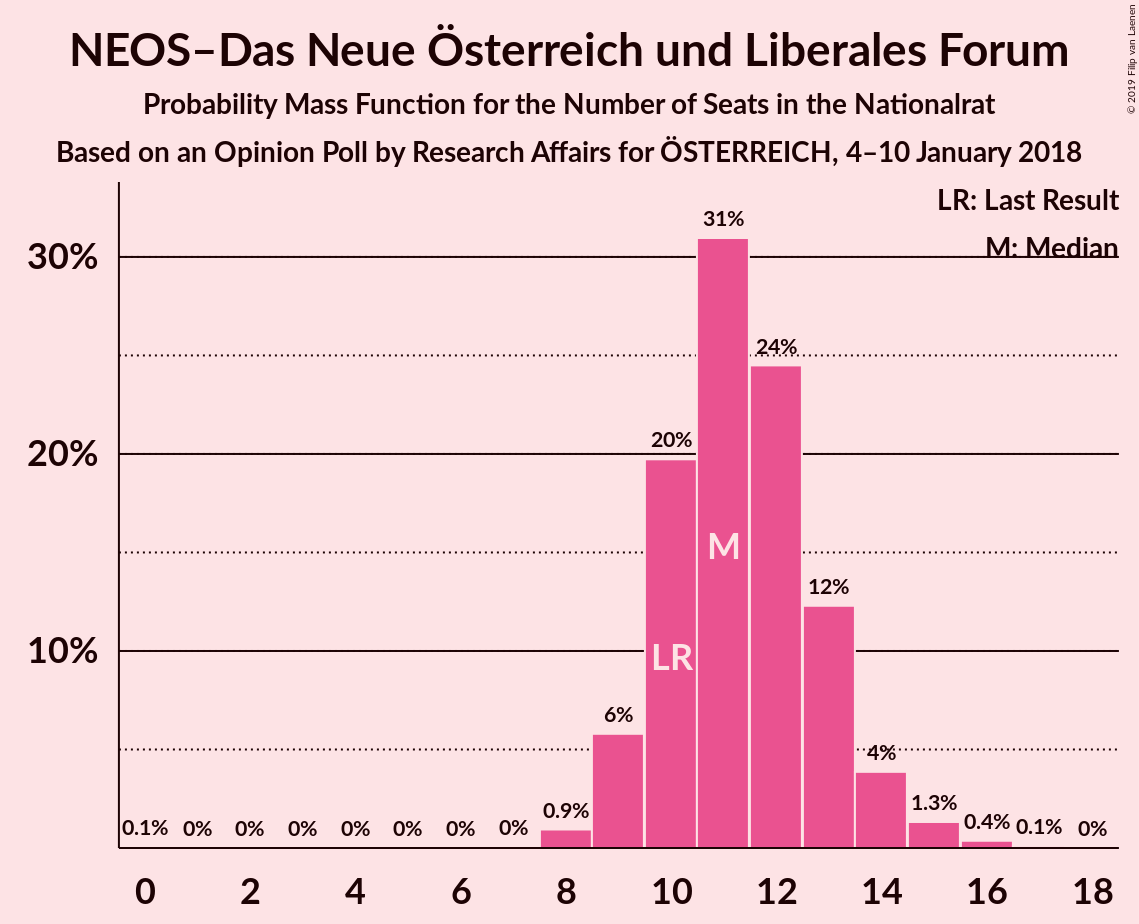 NEOS–Das Neue Österreich und Liberales Forum
Probability Mass Function for the Number of Seats in the Nationalrat
Based on an Opinion Poll by Research Affairs for ÖSTERREICH, 4–10 January 2018
© 2019 Filip van Laenen
LR: Last Result
M: Median
30%
20%
10%
0.1%
0%
0%
0%
0%
0%
0%
0%
0.9%
6%
20%
31%
24%
12%
4%
1.3%
0.4%
0.1%
0%
LR
M
0 2 4 6 8 10 12 14 16 18